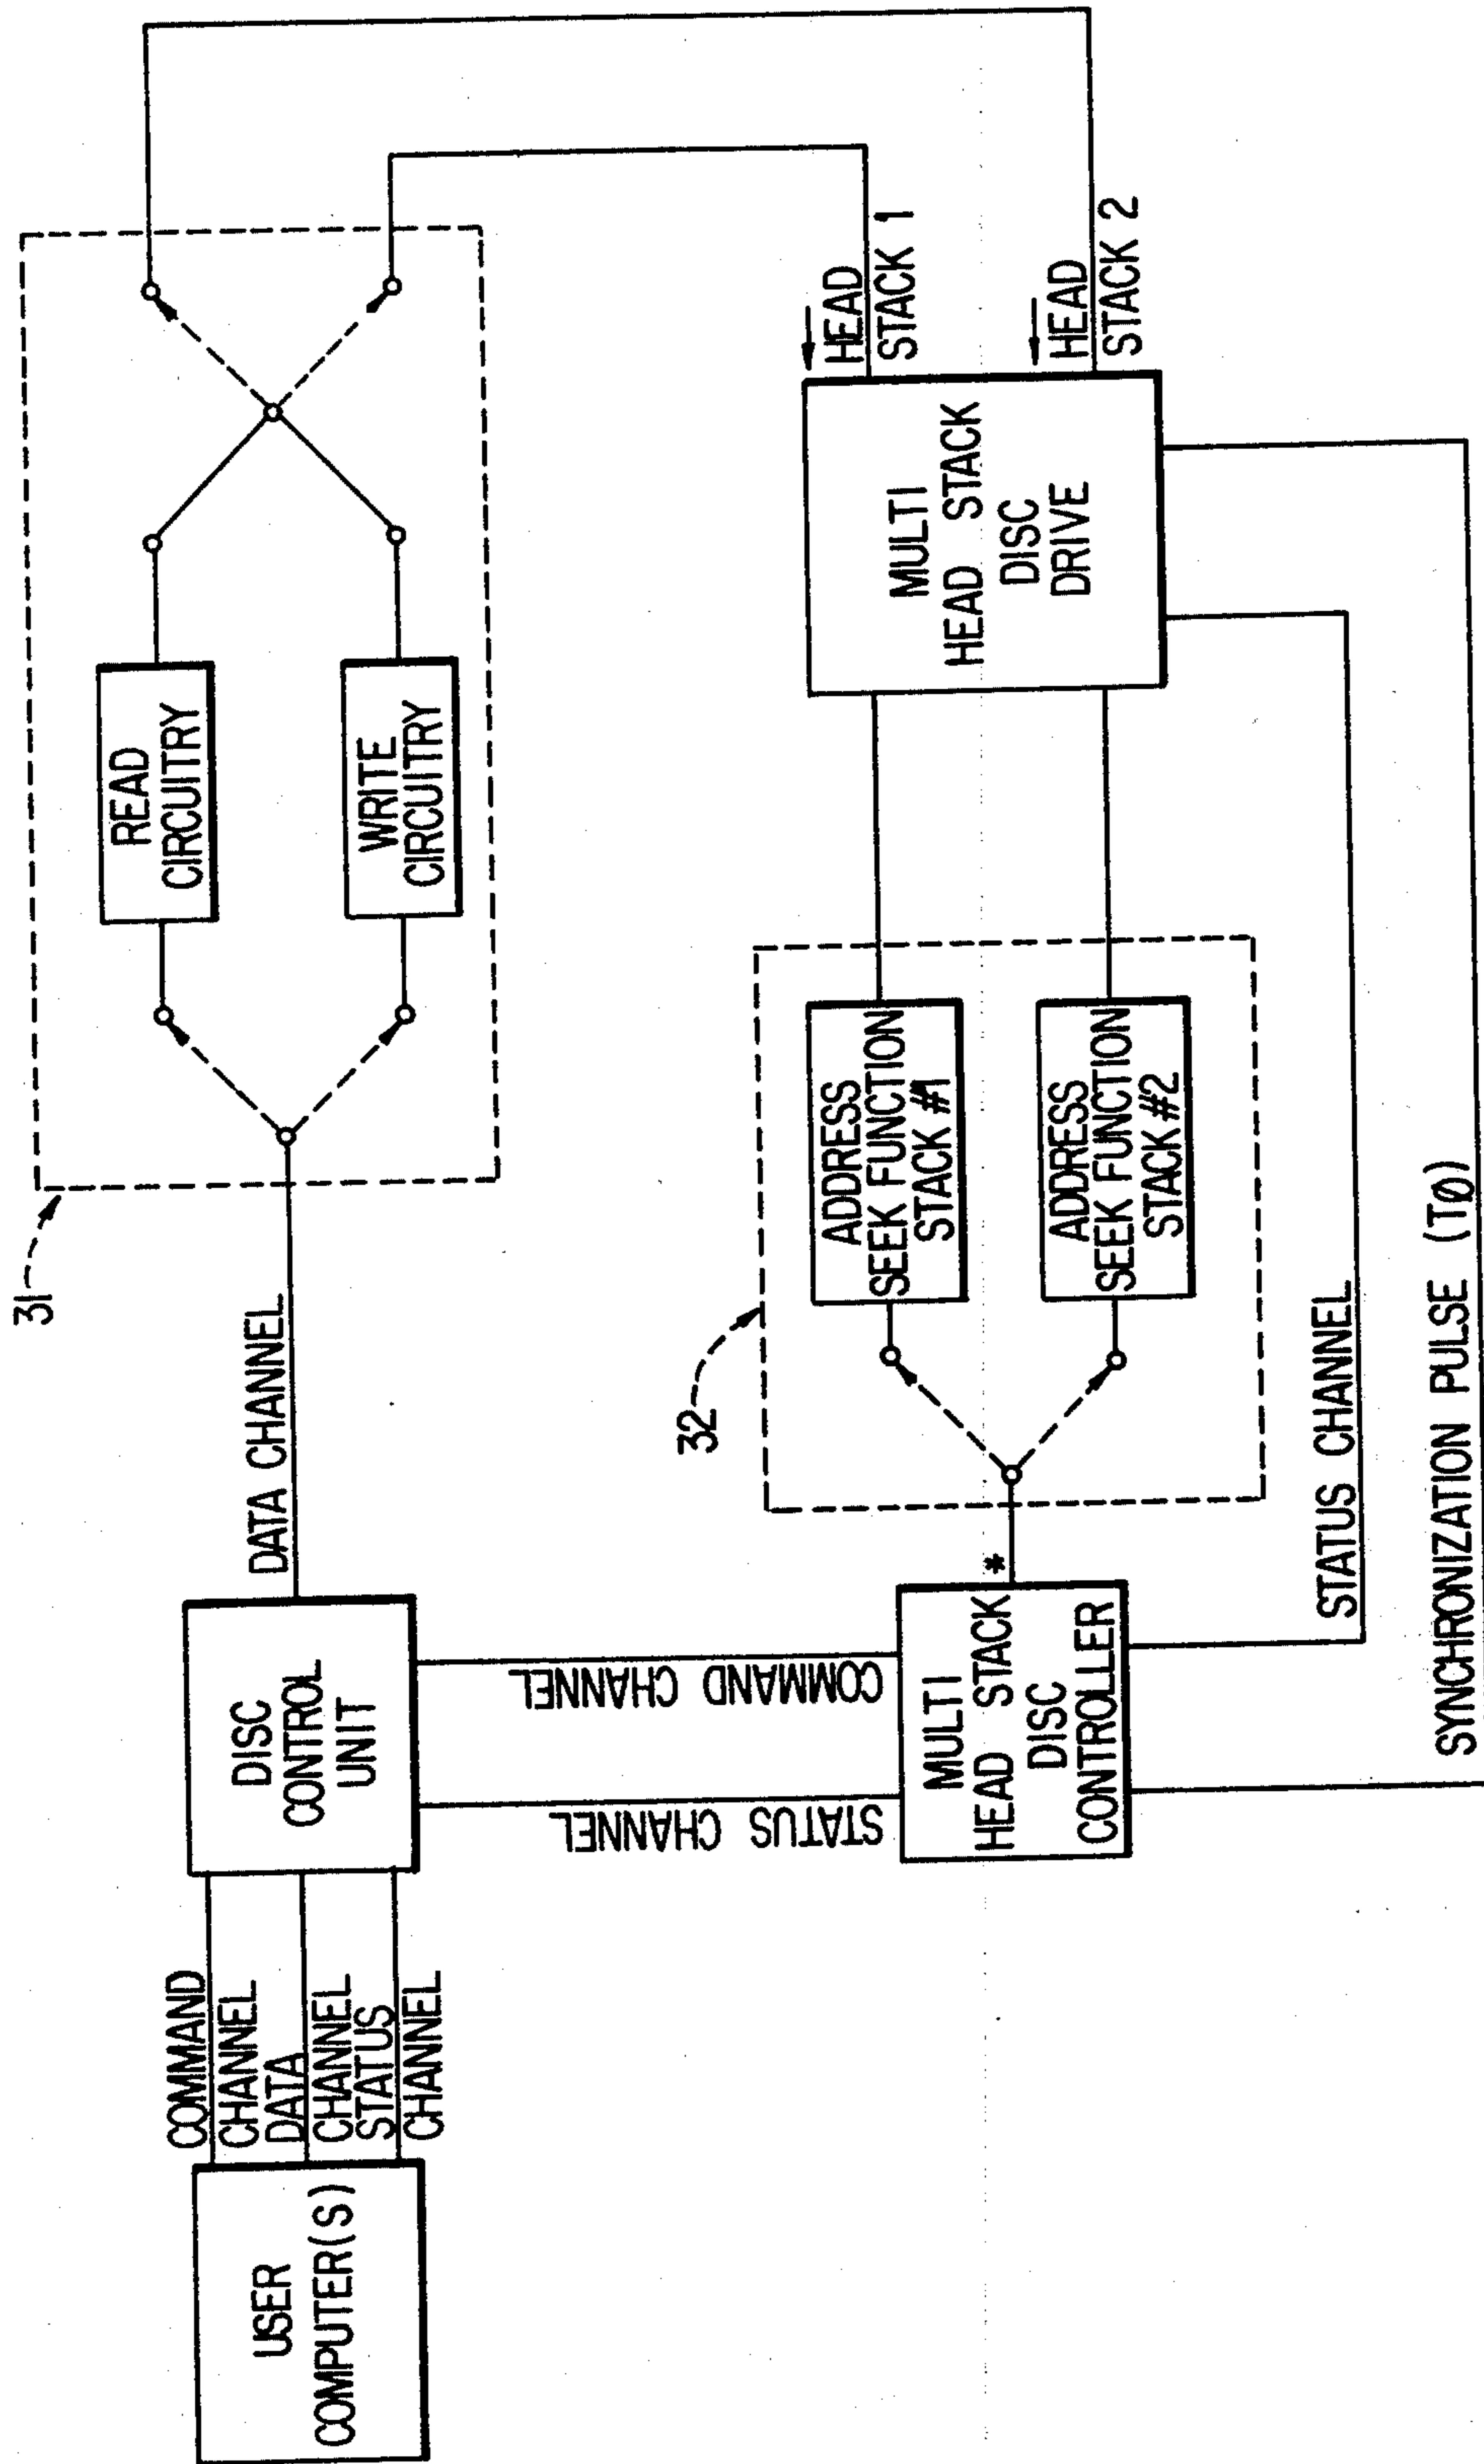 31
READ
CIRCUITRY
WRITE
CIRCUITRY
DATA CHANNEL
USER
COMPUTER(S)
COMMAND
CHANNEL
DATA
CHANNEL
STATUS
CHANNEL
DISC
CONTROL
UNIT
STATUS CHANNEL
COMMAND CHANNEL
MULTI
HEAD STACK
DISC
CONTROLLER
*
32
ADDRESS
SEEK FUNCTION
STACK #1
ADDRESS
SEEK FUNCTION
STACK #2
MULTI
HEAD STACK
DISC
DRIVE
HEAD
STACK 1
HEAD
STACK 2
STATUS CHANNEL
SYNCHRONIZATION PULSE (TØ)